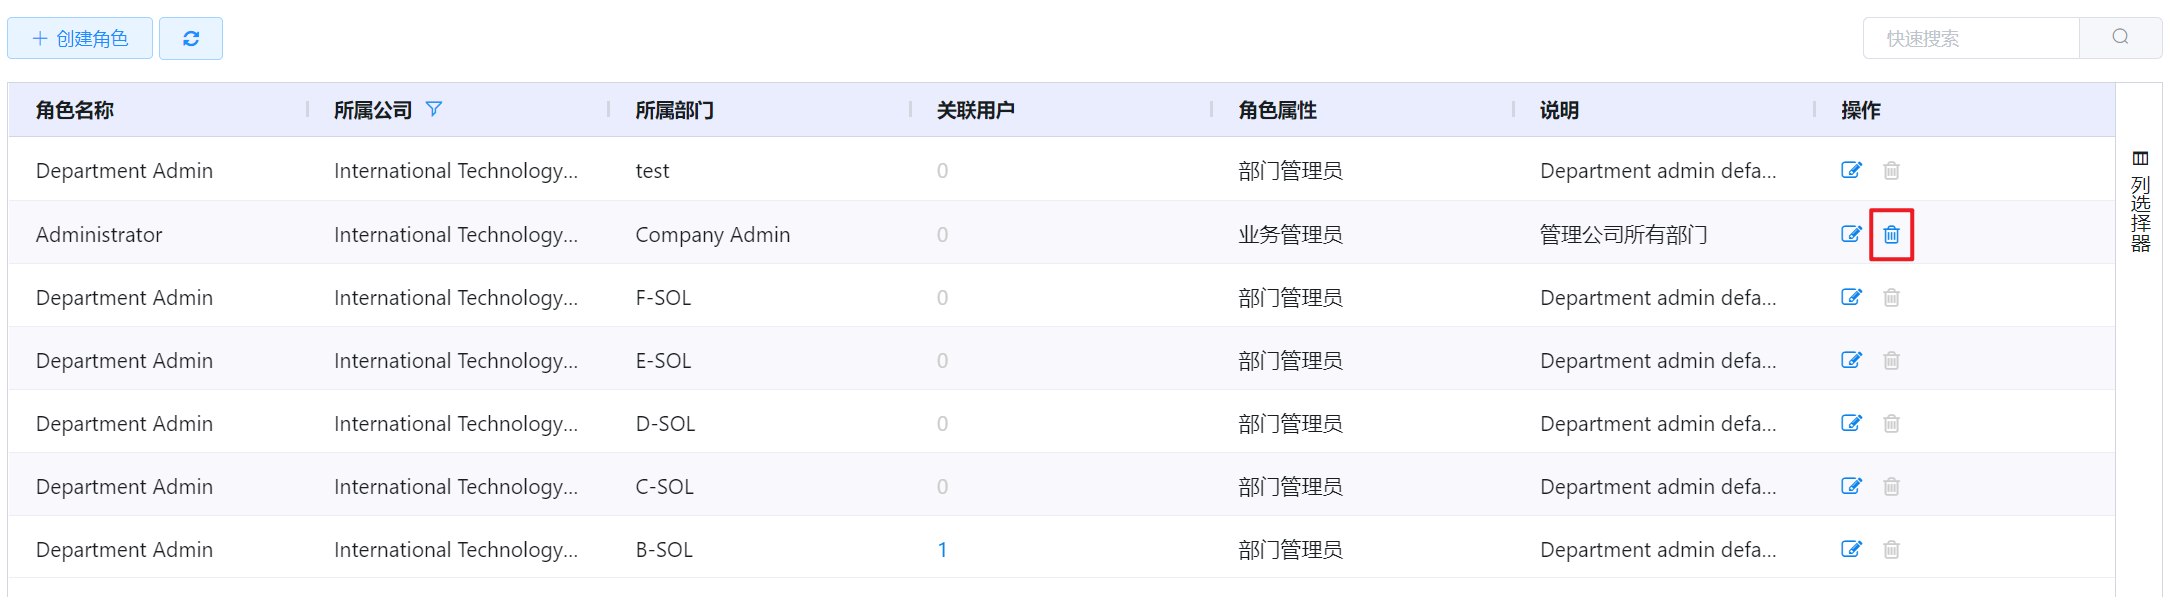 创建角色
快速搜索
角色名称 所属公司 所属部门 关联用户 角色属性 说明 操作
Department Admin International Technology... test 0 部门管理员 Department admin defa...
Administrator International Technology... Company Admin 0 业务管理员 管理公司所有部门
Department Admin International Technology... F-SOL 0 部门管理员 Department admin defa...
Department Admin International Technology... E-SOL 0 部门管理员 Department admin defa...
Department Admin International Technology... D-SOL 0 部门管理员 Department admin defa...
Department Admin International Technology... C-SOL 0 部门管理员 Department admin defa...
Department Admin International Technology... B-SOL 1 部门管理员 Department admin defa...
列选择器